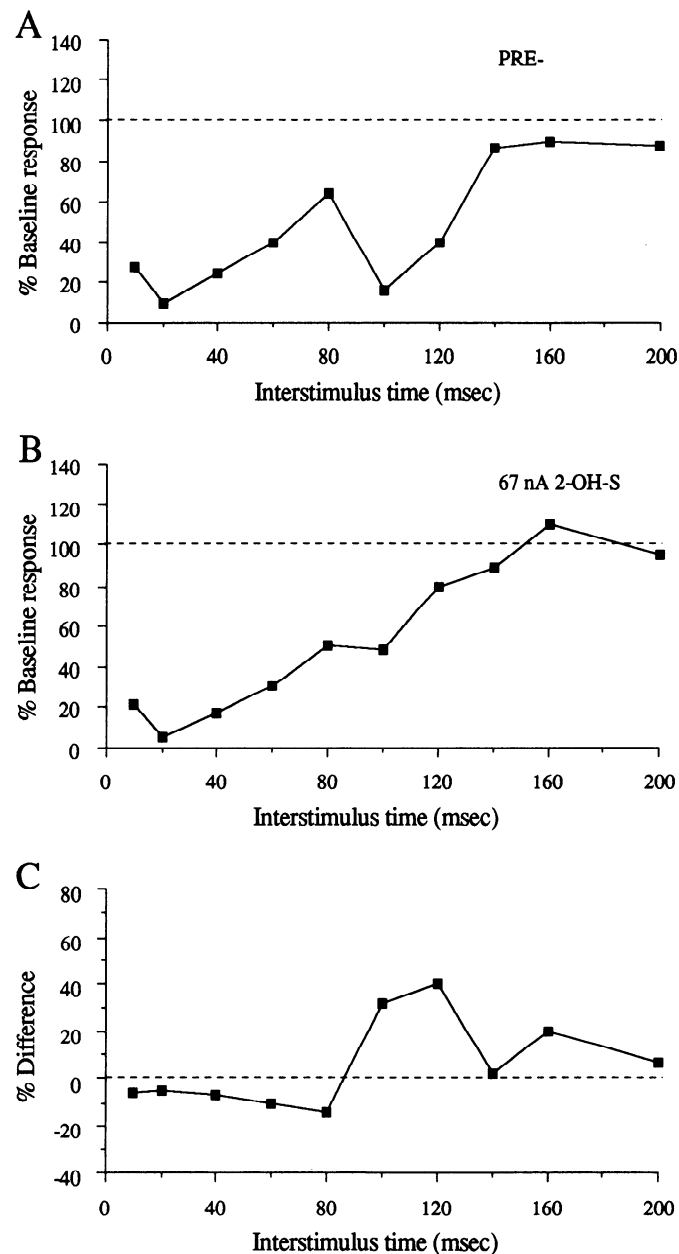 A
PRE-
% Baseline response
140
120
100
80
60
40
20
0
0 40 80 120 160 200
Interstimulus time (msec)
B
67 nA 2-OH-S
% Baseline response
140
120
100
80
60
40
20
0
0 40 80 120 160 200
Interstimulus time (msec)
C
% Difference
80
60
40
20
0
-20
-40
0 40 80 120 160 200
Interstimulus time (msec)